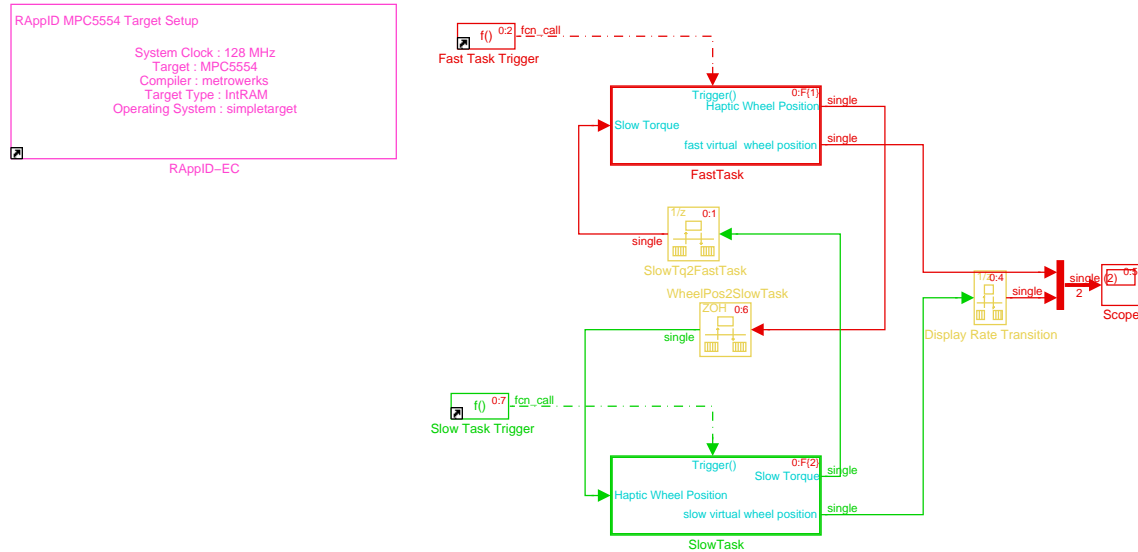 RAppID MPC5554 Target Setup
System Clock : 128 MHz
Target : MPC5554
Compiler : metrowerks
Target Type : IntRAM
Operating System : simpletarget
RAppID−EC
f()
0:2
fcn_call
Fast Task Trigger
Trigger()
0:F{1}
Haptic Wheel Position
single
Slow Torque
fast virtual wheel position
single
FastTask
1/z
0:1
single
SlowTq2FastTask
WheelPos2SlowTask
ZOH
0:6
single
1/z
0:4
single
Display Rate Transition
single (2)
2
0:5
Scope
f()
0:7
fcn_call
Slow Task Trigger
Trigger()
0:F{2}
Slow Torque
single
Haptic Wheel Position
slow virtual wheel position
single
SlowTask